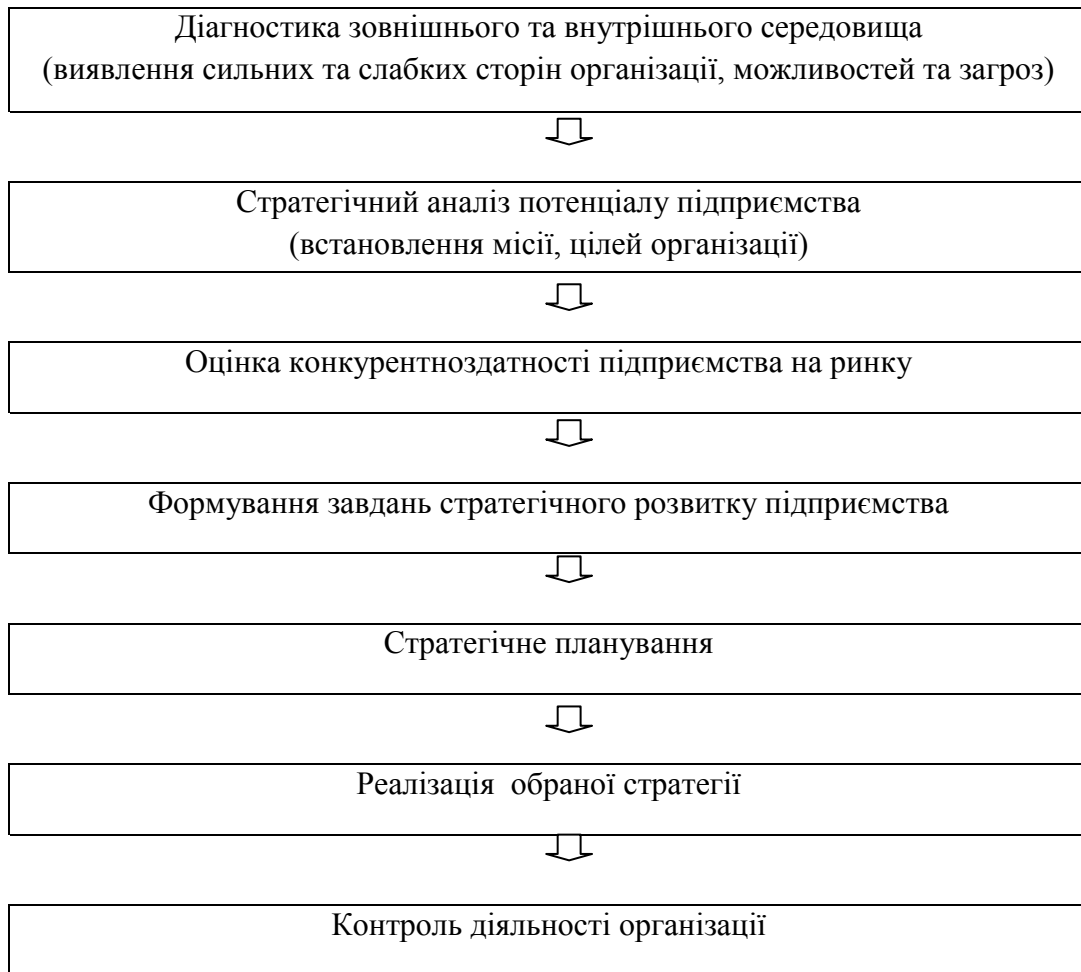 Діагностика зовнішнього та внутрішнього середовища
(виявлення сильних та слабких сторін організації, можливостей та загроз)
Стратегічний аналіз потенціалу підприємства
(встановлення місії, цілей організації)
Оцінка конкурентноздатності підприємства на ринку
Формування завдань стратегічного розвитку підприємства
Стратегічне планування
Реалізація  обраної стратегії
Контроль діяльності організації